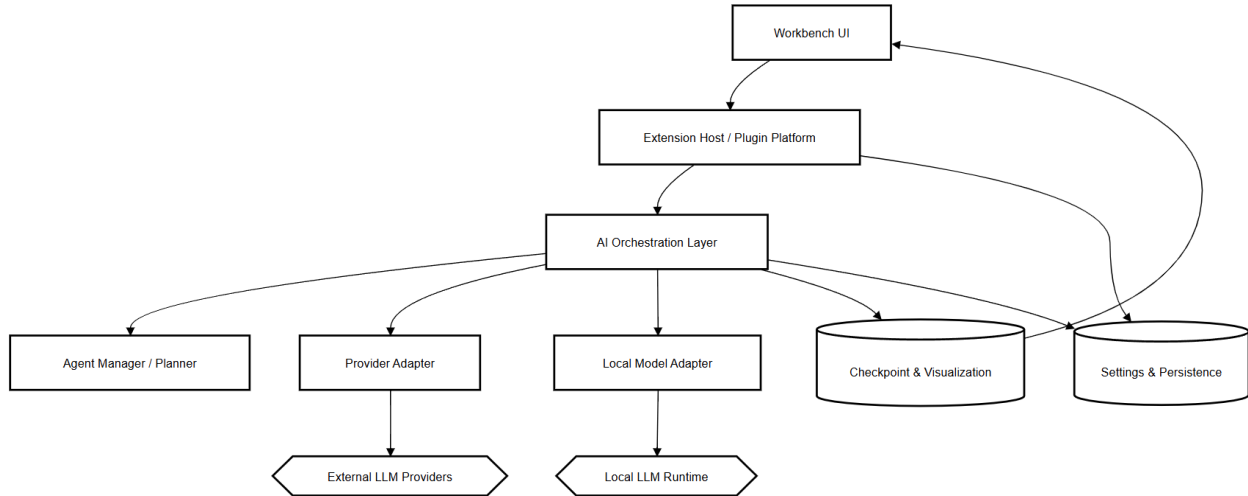 Workbench UI
Extension Host / Plugin Platform
AI Orchestration Layer
Agent Manager / Planner
Provider Adapter
Local Model Adapter
Checkpoint & Visualization
Settings & Persistence
External LLM Providers
Local LLM Runtime